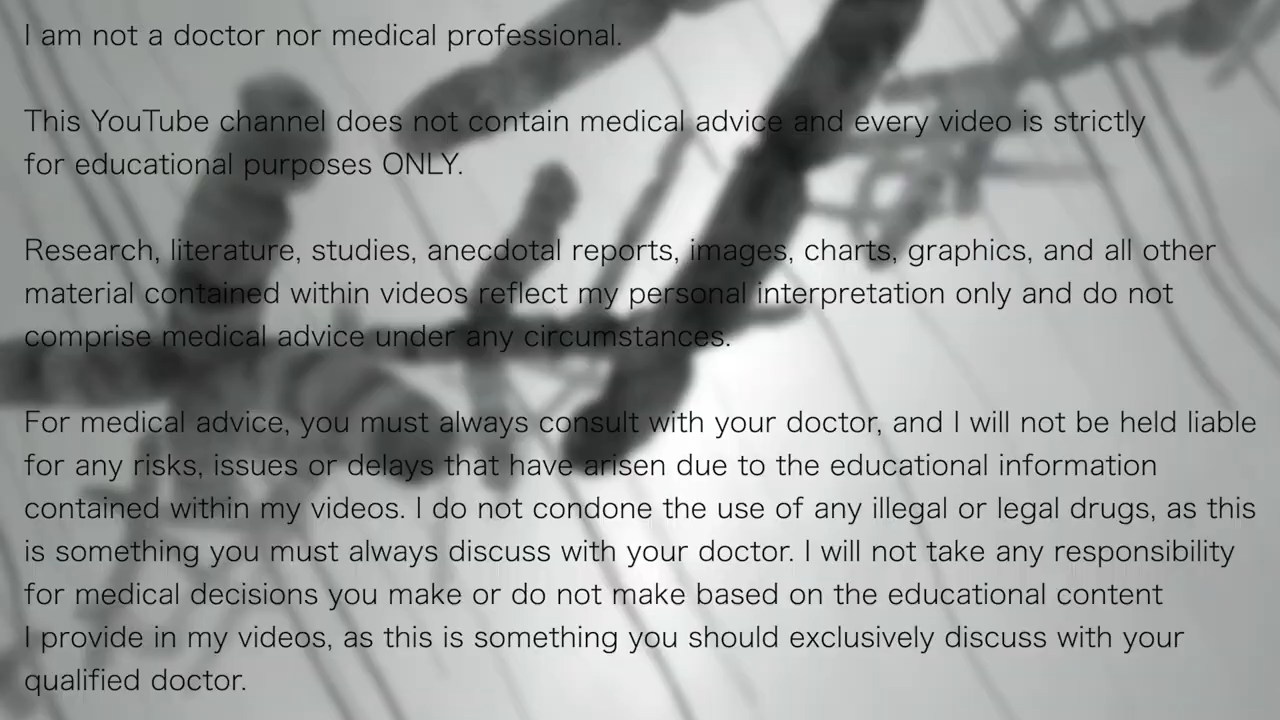 I am not a doctor nor medical professional.
This YouTube channel does not contain medical advice and every video is strictly
for educational purposes ONLY.
Research, literature, studies, anecdotal reports, images, charts, graphics, and all other
material contained within videos reflect my personal interpretation only and do not
comprise medical advice under any circumstances.
For medical advice, you must always consult with your doctor, and I will not be held liable
for any risks, issues or delays that have arisen due to the educational information
contained within my videos. I do not condone the use of any illegal or legal drugs, as this
is something you must always discuss with your doctor. I will not take any responsibility
for medical decisions you make or do not make based on the educational content
I provide in my videos, as this is something you should exclusively discuss with your
qualified doctor.